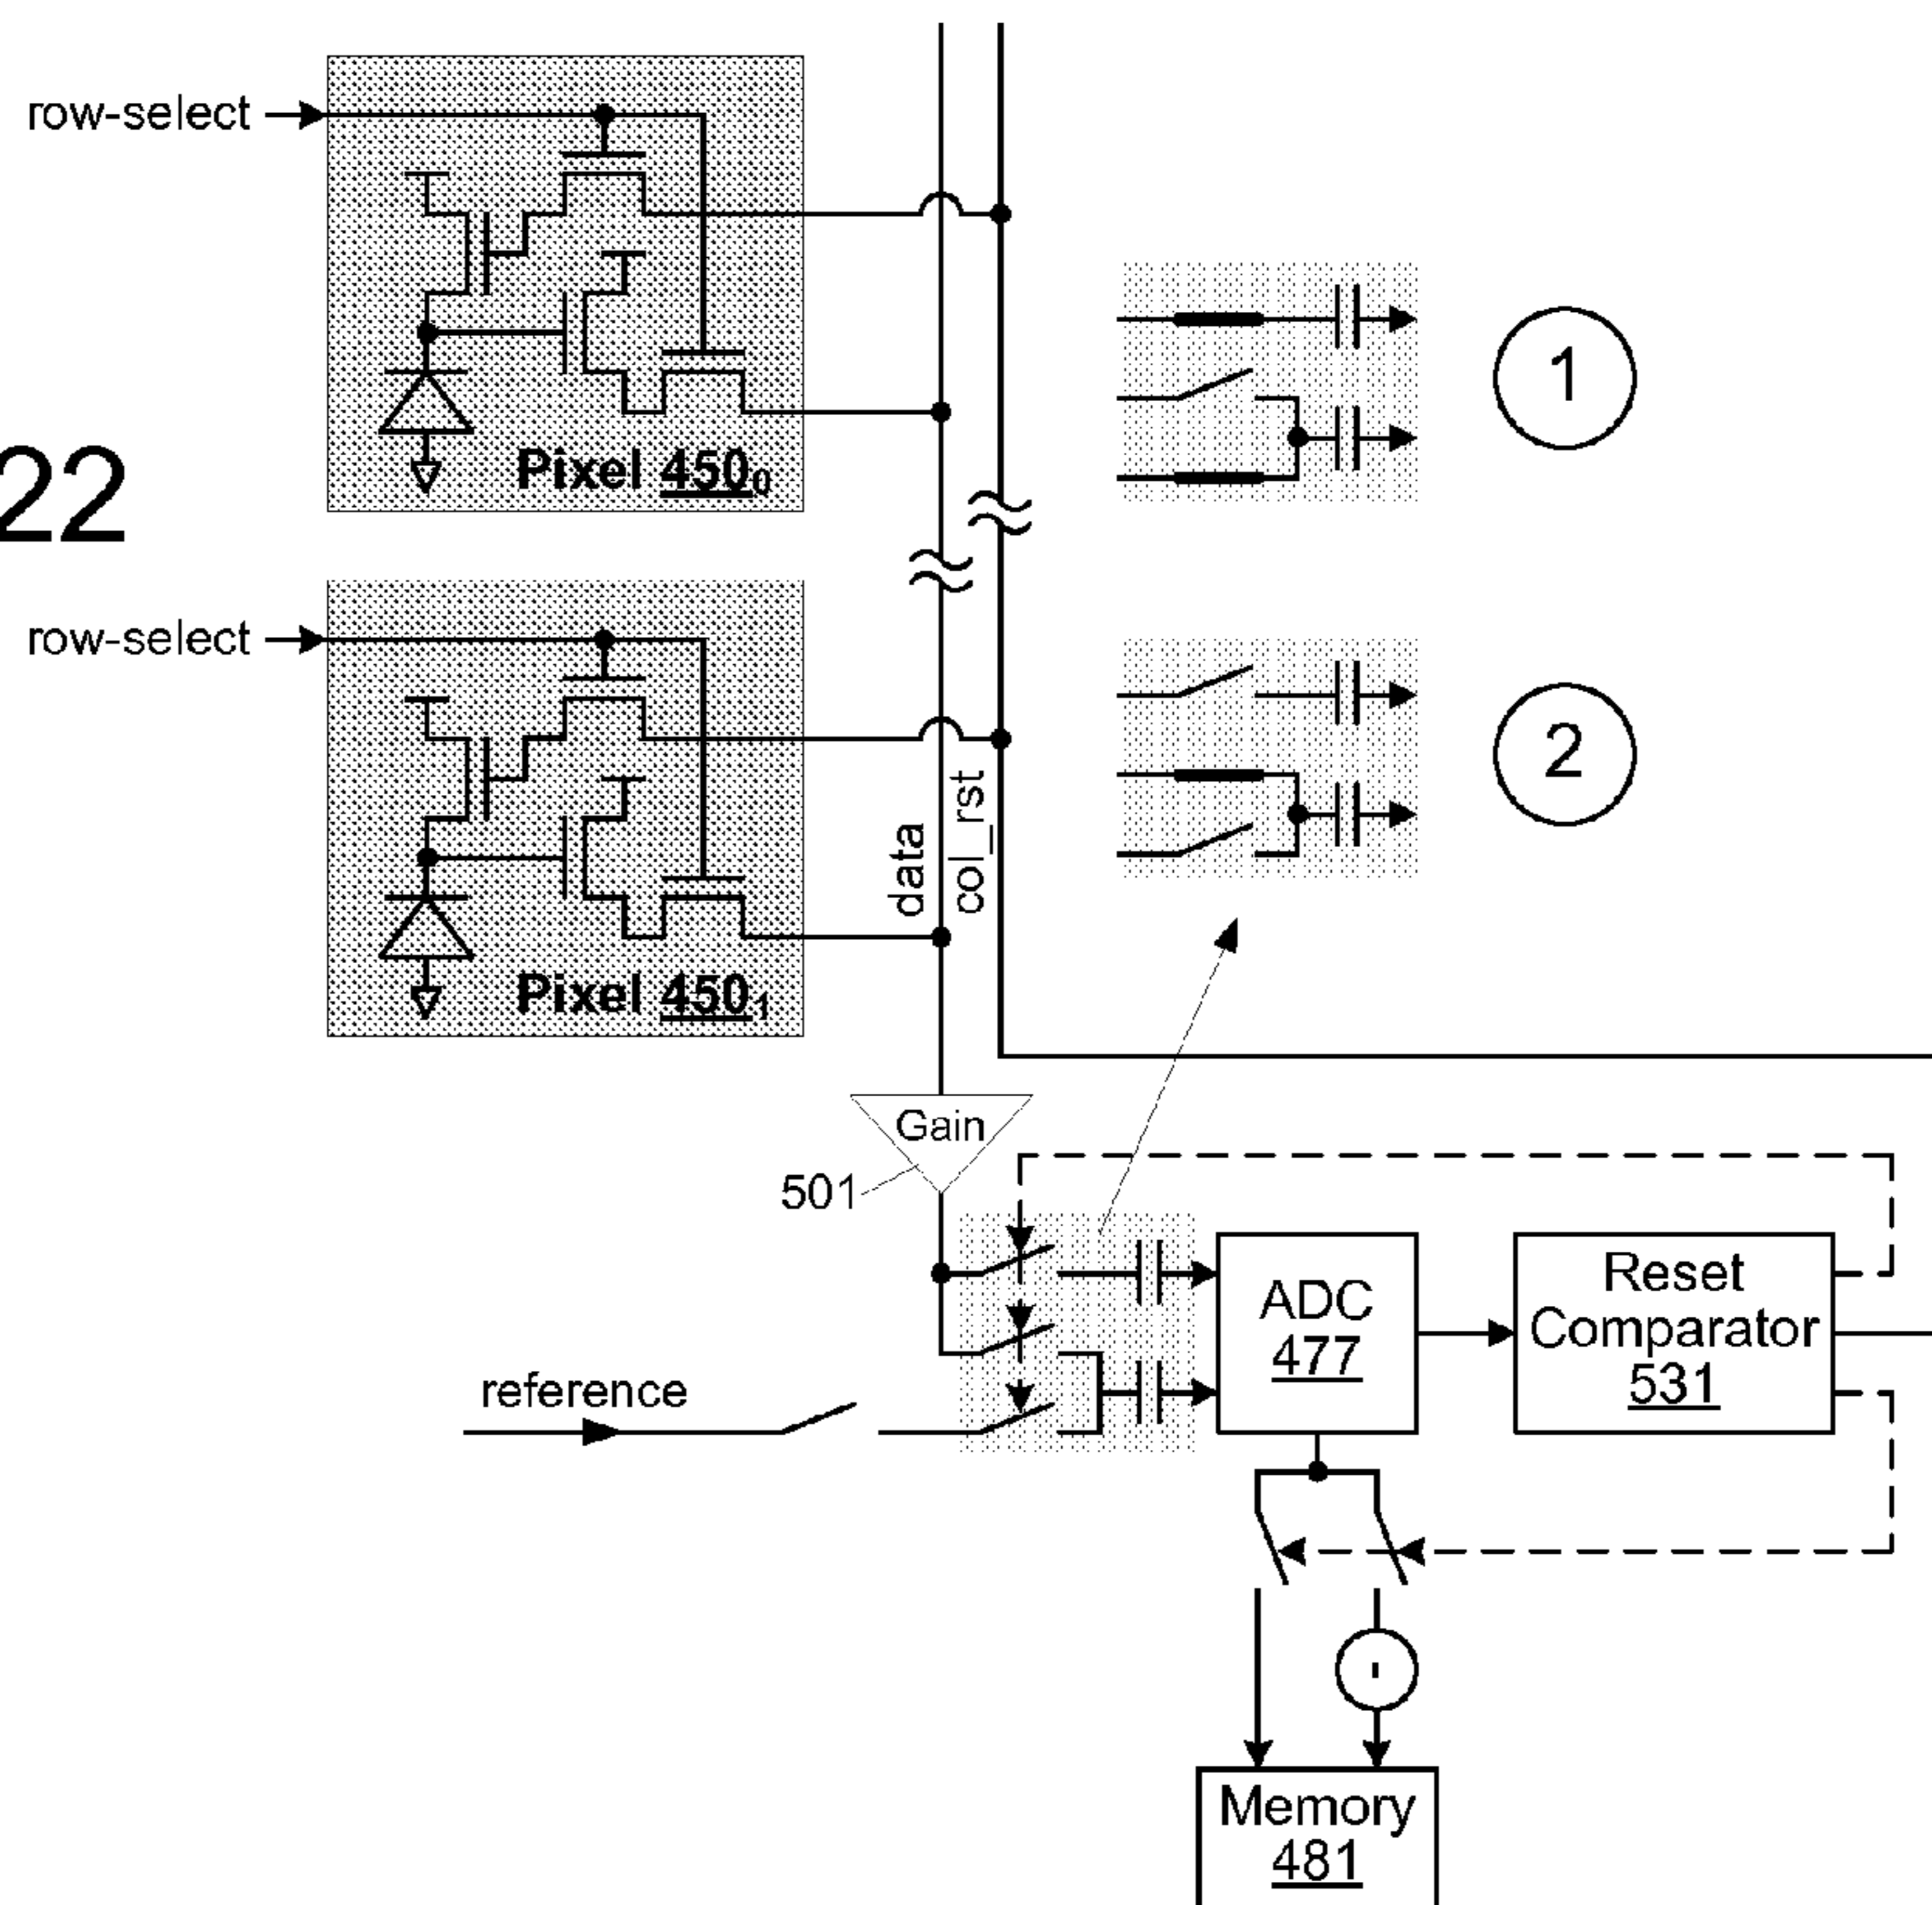 row-select
Pixel 450₀
1
22
row-select
2
data
col_rst
Pixel 450₁
Gain
501
Reset
Comparator
531
ADC
477
reference
-
Memory
481